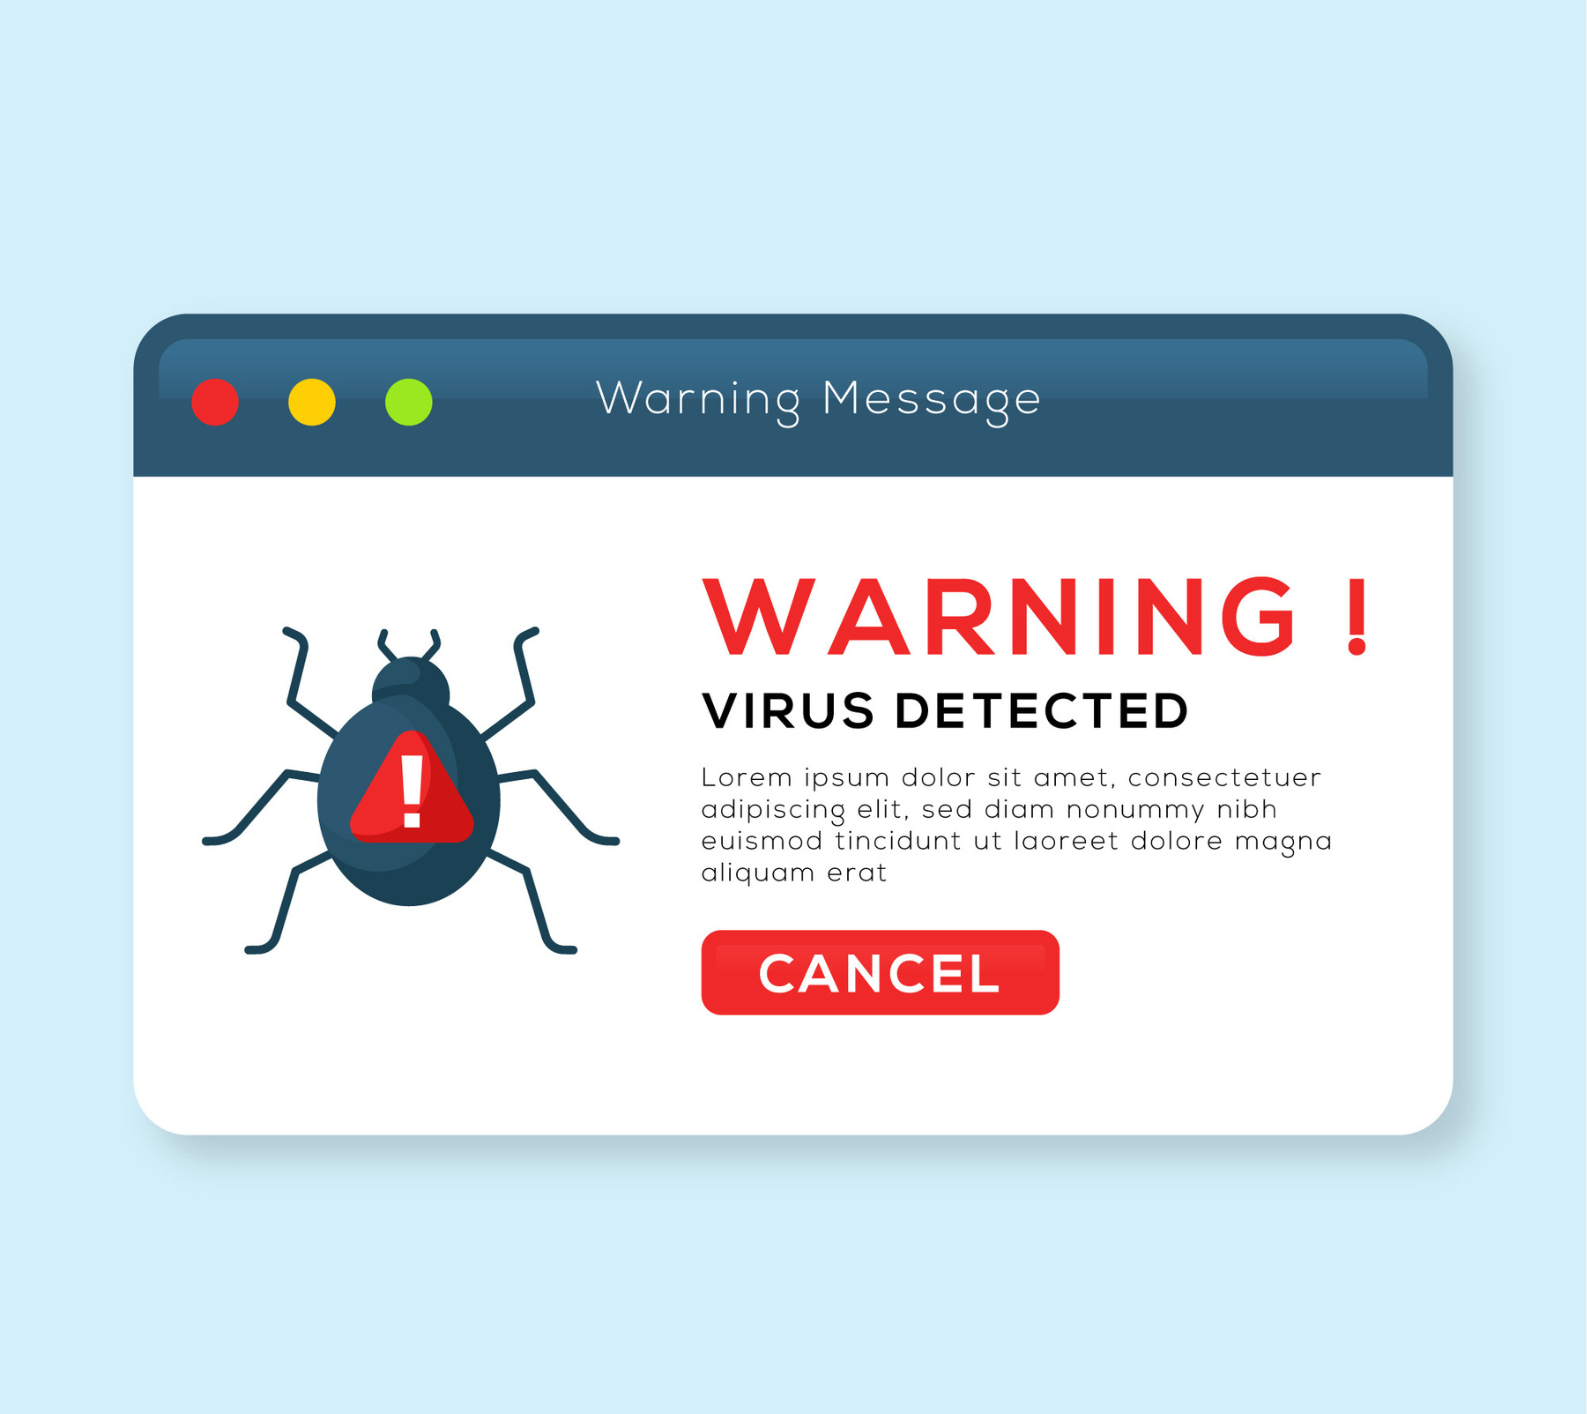 Warning Message
WARNING !
VIRUS DETECTED
Lorem ipsum dolor sit amet, consectetuer
adipiscing elit, sed diam nonummy nibh
euismod tincidunt ut laoreet dolore magna
aliquam erat
CANCEL
!